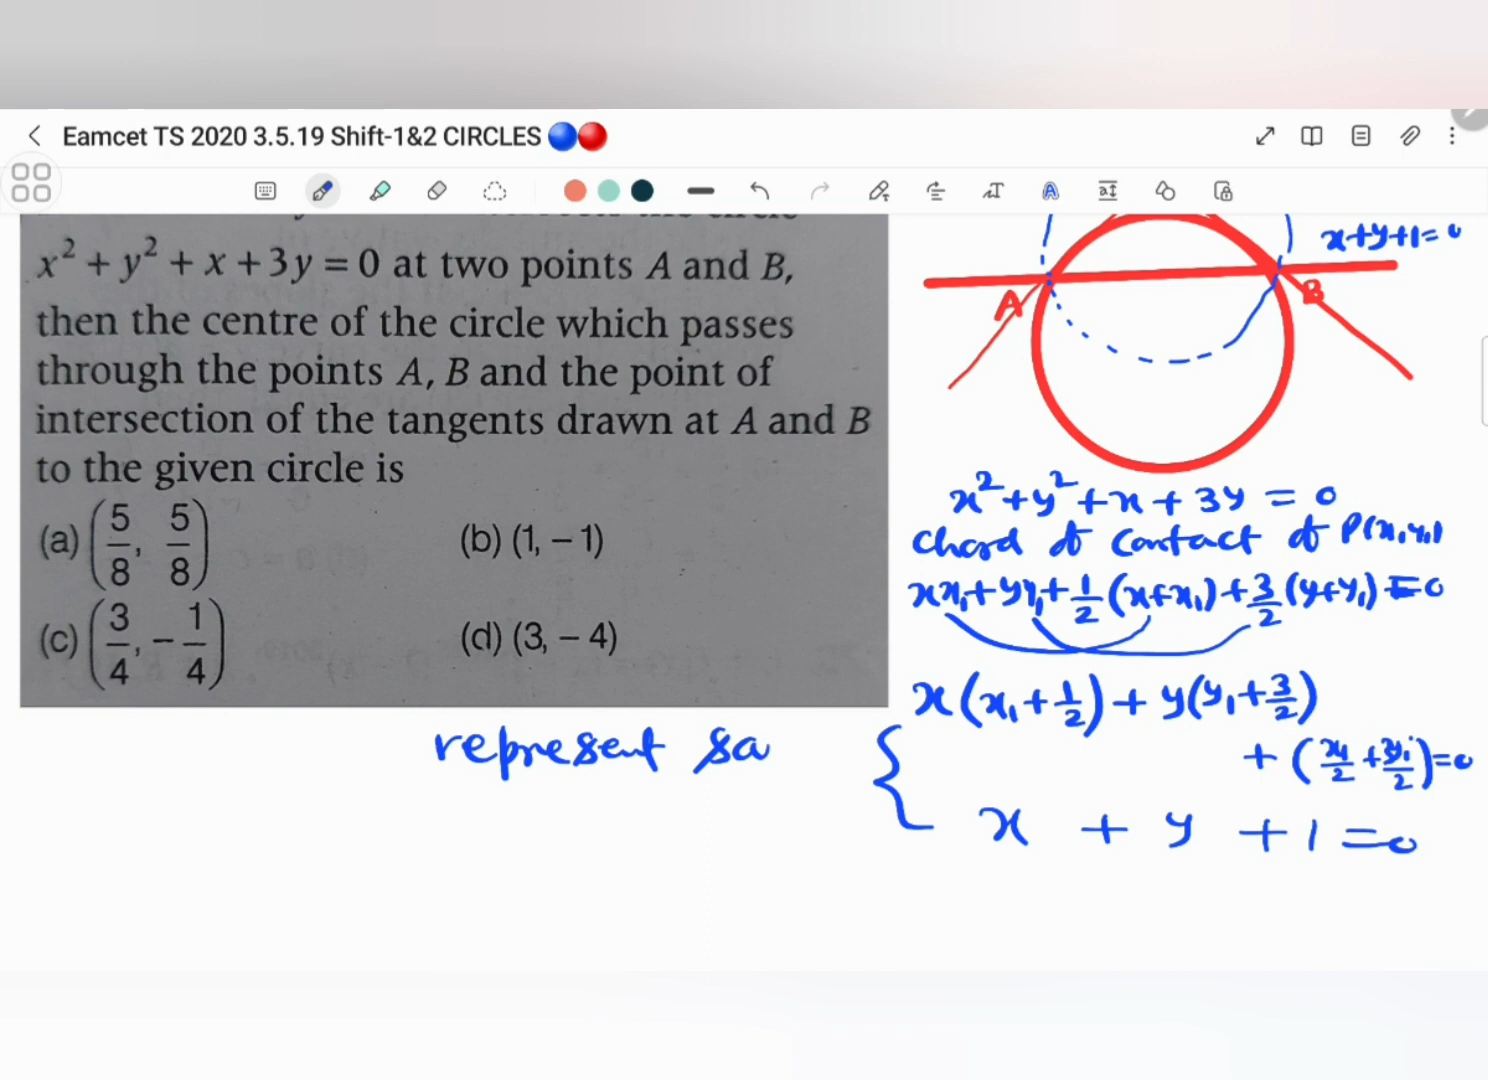 Eamcet TS 2020 3.5.19 Shift-1&2 CIRCLES
x² + y² + x + 3y = 0 at two points A and B,
then the centre of the circle which passes
through the points A, B and the point of
intersection of the tangents drawn at A and B
to the given circle is
(a) (5/8, 5/8) (b) (1, – 1)
(c) (3/4, – 1/4) (d) (3, – 4)
represent sa
x+y+1=0
A B
x²+y²+x+3y = 0
chord of contact of P(x₁,y₁)
xx₁+yy₁+1/2(x+x₁)+3/2(y+y₁)=0
x(x₁+1/2)+y(y₁+3/2)
+(x₁/2+3y₁/2)=0
x + y + 1 = 0